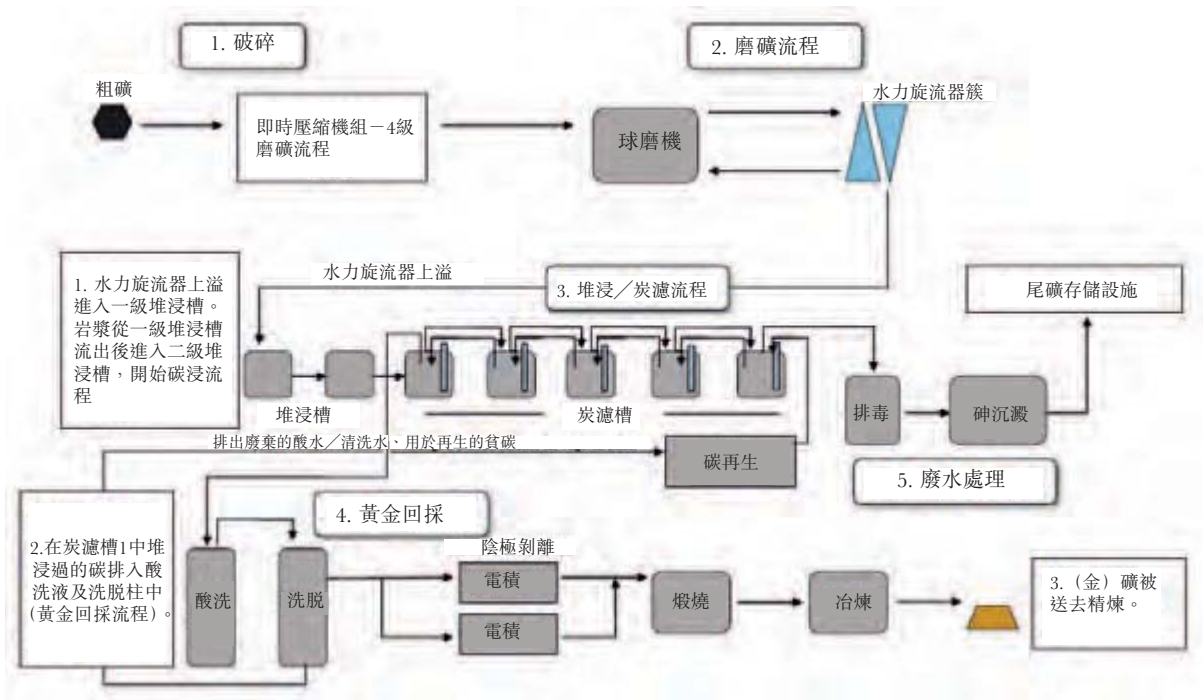 1. 破碎
2. 磨礦流程
粗礦
水力旋流器簇
即時壓縮機組－4級
磨礦流程
球磨機
1. 水力旋流器上溢
進入一級堆浸槽。
岩漿從一級堆浸槽
流出後進入二級堆
浸槽，開始碳浸流
程
水力旋流器上溢
3. 堆浸／炭濾流程
尾礦存儲設施
堆浸槽
炭濾槽
排毒
砷沉澱
排出廢棄的酸水／清洗水、用於再生的貧碳
碳再生
5. 廢水處理
4. 黃金回採
2.在炭濾槽1中堆
浸過的碳排入酸
洗液及洗脱柱中
(黃金回採流程)。
酸洗
洗脱
陰極剝離
電積
電積
煅燒
冶煉
3. (金) 礦被
送去精煉。